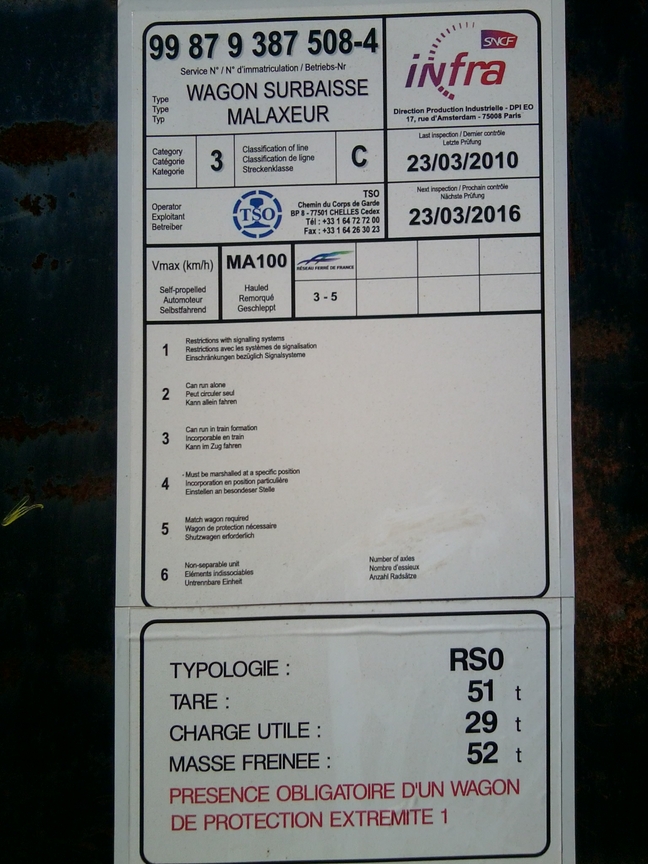 99 87 9 387 508-4
Service N° / N° d'immatriculation / Betriebs-Nr
Type
Type
Typ
WAGON SURBAISSE
MALAXEUR
SNCF
infra
Direction Production Industrielle - DPI EO
17, rue d'Amsterdam - 75008 Paris
Category
Catégorie
Kategorie
3
Classification of line
Classification de ligne
Streckenklasse
C
Last inspection / Dernier contrôle
Letzte Prüfung
23/03/2010
Operator
Exploitant
Betreiber
TSO
TSO
Chemin du Corps de Garde
BP 8 - 77501 CHELLES Cedex
Tél : +33 1 64 72 72 00
Fax : +33 1 64 26 30 23
Next inspection / Prochain contrôle
Nächste Prüfung
23/03/2016
Vmax (km/h)
MA100
RÉSEAU FERRÉ DE FRANCE
Self-propelled
Automoteur
Selbstfahrend
Hauled
Remorqué
Geschleppt
3 - 5
1
Restrictions with signalling systems
Restrictions avec les systèmes de signalisation
Einschränkungen bezüglich Signalsysteme
2
Can run alone
Peut circuler seul
Kann allein fahren
3
Can run in train formation
Incorporable en train
Kann im Zug fahren
4
- Must be marshalled at a specific position
Incorporation en position particulière
Einstellen an besondeser Stelle
5
Match wagon required
Wagon de protection nécessaire
Shutzwagen erforderlich
6
Non-separable unit
Eléments indissociables
Untrennbare Einheit
Number of axles
Nombre d'essieux
Anzahl Radsätze
TYPOLOGIE : RS0
TARE : 51 t
CHARGE UTILE : 29 t
MASSE FREINEE : 52 t
PRESENCE OBLIGATOIRE D'UN WAGON
DE PROTECTION EXTREMITE 1